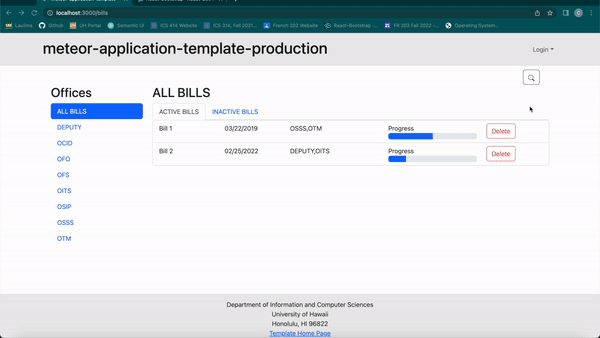 localhost:3000/bills
Laulima GitHub UH Portal Semantic UI ICS 414 Website ICS 314, Fall 2021... French 202 Website React-Bootstrap FR 202 Fall 2022 - Operating System...
meteor-application-template-production
Login
Offices
ALL BILLS
DEPUTY
OCID
OFO
OFS
OITS
OSIP
OSSS
OTM
ALL BILLS
ACTIVE BILLS INACTIVE BILLS
Bill 1 03/22/2019 OSSS,OTM Progress Delete
Bill 2 02/25/2022 DEPUTY,OITS Progress Delete
Department of Information and Computer Sciences
University of Hawaii
Honolulu, HI 96822
Template Home Page